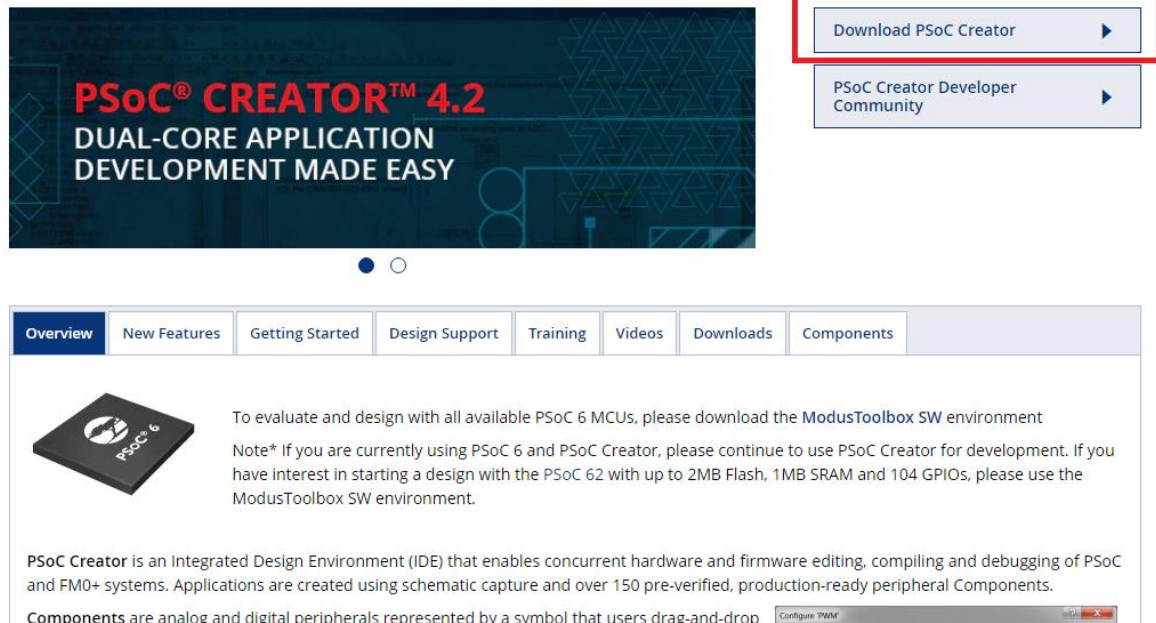 PSoC® CREATOR™ 4.2
DUAL-CORE APPLICATION
DEVELOPMENT MADE EASY
Download PSoC Creator
PSoC Creator Developer
Community
Overview New Features Getting Started Design Support Training Videos Downloads Components
PSoC® 6
To evaluate and design with all available PSoC 6 MCUs, please download the ModusToolbox SW environment
Note* If you are currently using PSoC 6 and PSoC Creator, please continue to use PSoC Creator for development. If you
have interest in starting a design with the PSoC 62 with up to 2MB Flash, 1MB SRAM and 104 GPIOs, please use the
ModusToolbox SW environment.
PSoC Creator is an Integrated Design Environment (IDE) that enables concurrent hardware and firmware editing, compiling and debugging of PSoC
and FM0+ systems. Applications are created using schematic capture and over 150 pre-verified, production-ready peripheral Components.
Components are analog and digital peripherals represented by a symbol that users drag-and-drop
Configure 'PWM'